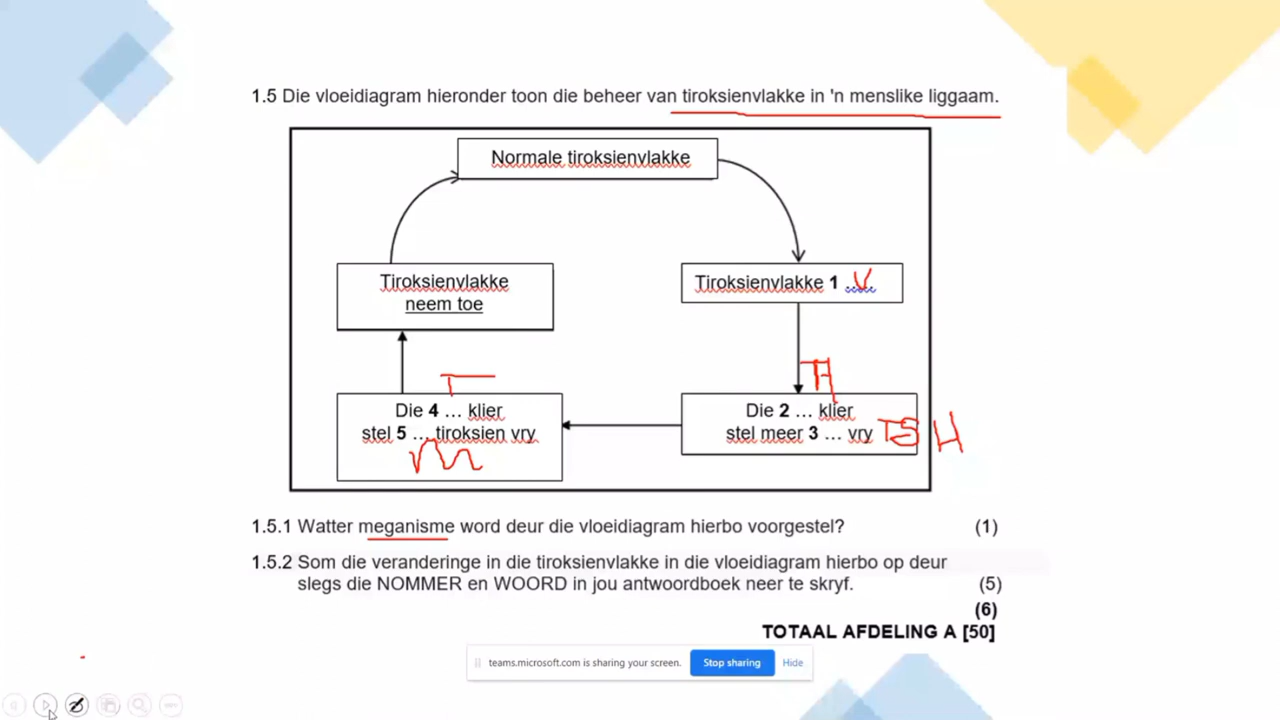 1.5 Die vloeidiagram hieronder toon die beheer van tiroksienvlakke in 'n menslike liggaam.
Normale tiroksienvlakke
Tiroksienvlakke
neem toe
Tiroksienvlakke 1 ... V
T
TH
Die 4 ... klier
stel 5 ... tiroksien vry
Die 2 ... klier
stel meer 3 ... vry TSH
1.5.1 Watter meganisme word deur die vloeidiagram hierbo voorgestel? (1)
1.5.2 Som die veranderinge in die tiroksienvlakke in die vloeidiagram hierbo op deur
slegs die NOMMER en WOORD in jou antwoordboek neer te skryf. (5)
(6)
TOTAAL AFDELING A [50]
teams.microsoft.com is sharing your screen. Stop sharing Hide